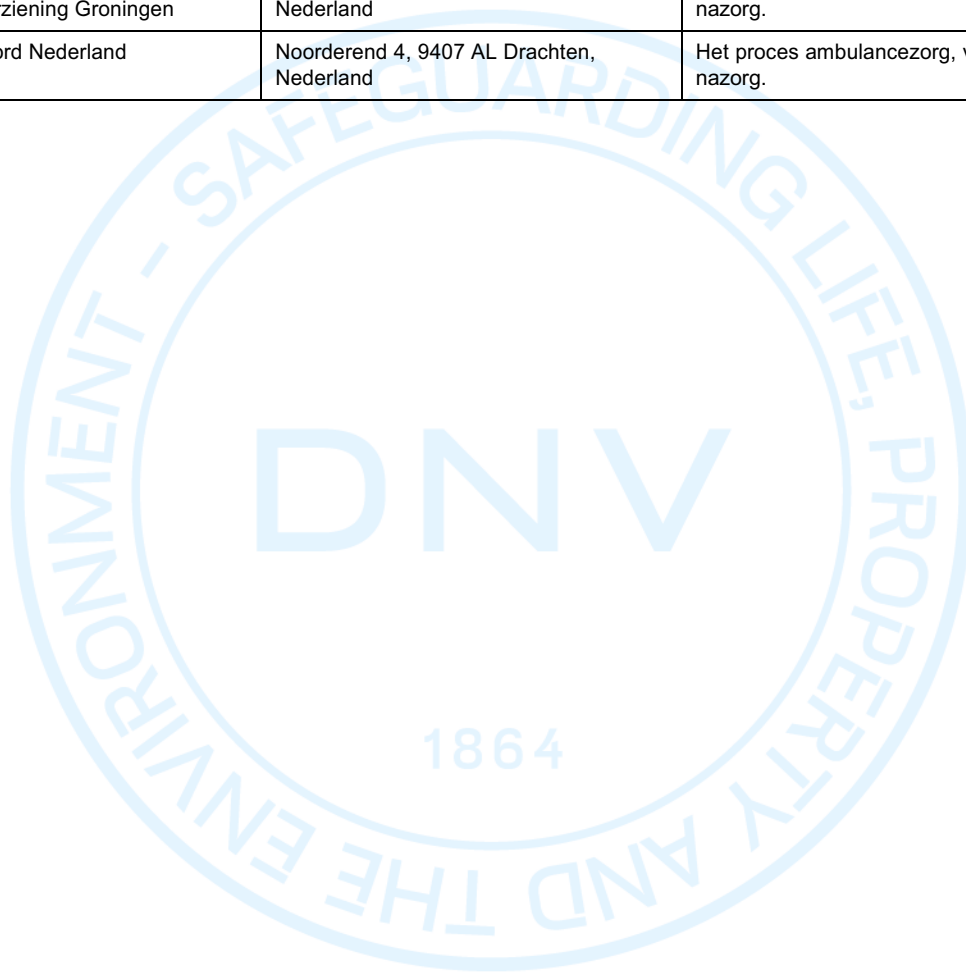 rziening Groningen
Nederland
nazorg.
ord Nederland
Noorderend 4, 9407 AL Drachten,
Nederland
Het proces ambulancezorg, v
nazorg.
SAFEGUARDING LIFE, PROPERTY AND THE ENVIRONMENT -
DNV
1864